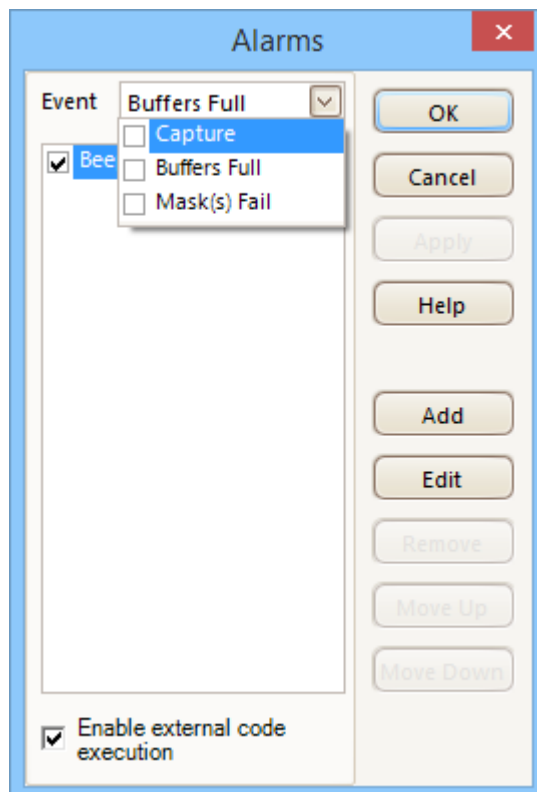 Alarms
Event Buffers Full
Capture
Buffers Full
Mask(s) Fail
OK
Cancel
Apply
Help
Add
Edit
Remove
Move Up
Move Down
Enable external code
execution